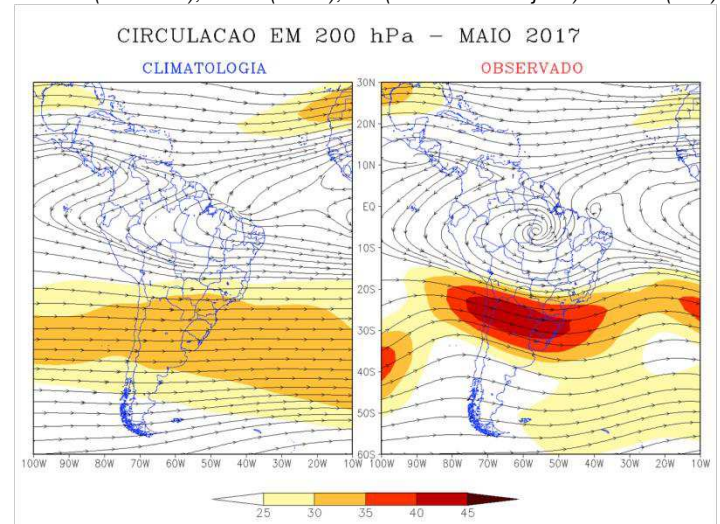 CIRCULACAO EM 200 hPa – MAIO 2017
CLIMATOLOGIA
OBSERVADO
30N
20N
10N
EQ
10S
20S
30S
40S
50S
60S
100W 90W 80W 70W 60W 50W 40W 30W 20W 10W
100W 90W 80W 70W 60W 50W 40W 30W 20W 10W
25 30 35 40 45